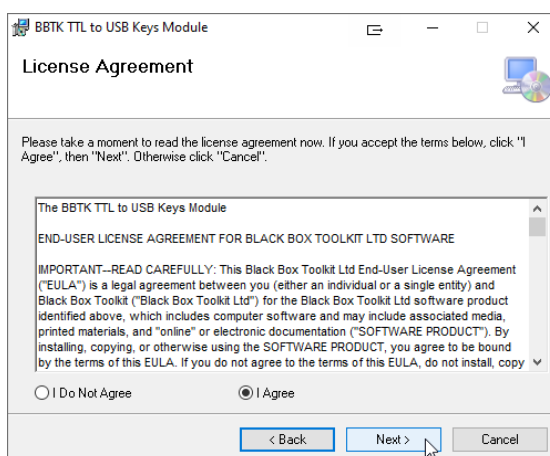 BBTK TTL to USB Keys Module
License Agreement
Please take a moment to read the license agreement now. If you accept the terms below, click "I
Agree", then "Next". Otherwise click "Cancel".
The BBTK TTL to USB Keys Module
END-USER LICENSE AGREEMENT FOR BLACK BOX TOOLKIT LTD SOFTWARE
IMPORTANT--READ CAREFULLY: This Black Box Toolkit Ltd End-User License Agreement
("EULA") is a legal agreement between you (either an individual or a single entity) and
Black Box Toolkit ("Black Box Toolkit Ltd") for the Black Box Toolkit Ltd software product
identified above, which includes computer software and may include associated media,
printed materials, and "online" or electronic documentation ("SOFTWARE PRODUCT"). By
installing, copying, or otherwise using the SOFTWARE PRODUCT, you agree to be bound
by the terms of this EULA. If you do not agree to the terms of this EULA, do not install, copy
I Do Not Agree
I Agree
< Back
Next >
Cancel